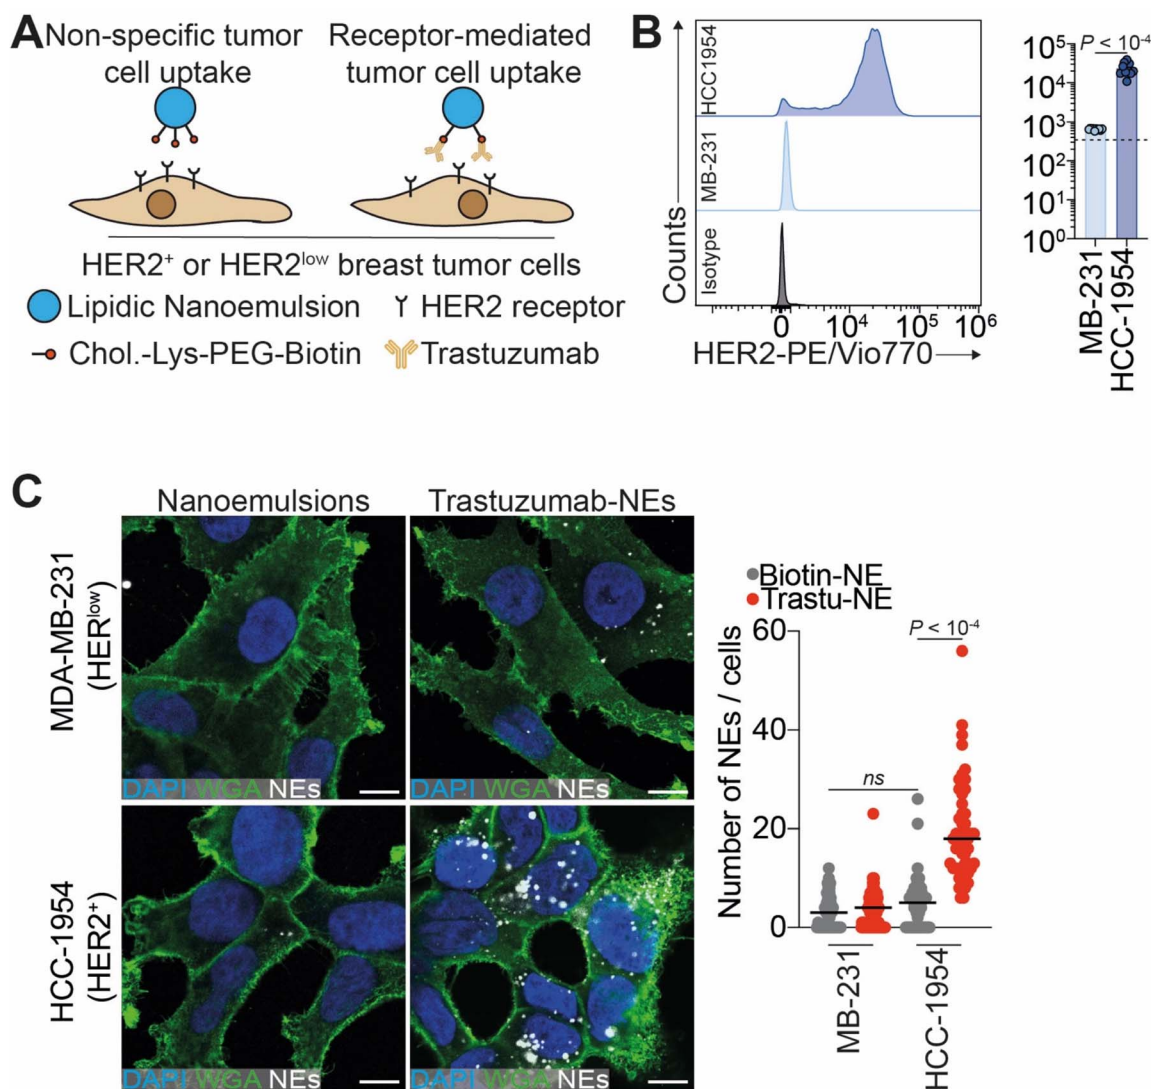 A
Non-specific tumor
cell uptake
Receptor-mediated
tumor cell uptake
HER2⁺ or HER2ˡᵒʷ breast tumor cells
Lipidic Nanoemulsion
HER2 receptor
Chol.-Lys-PEG-Biotin
Trastuzumab
B
Counts
HCC1954
MB-231
Isotype
0 10⁴ 10⁵ 10⁶
HER2-PE/Vio770
P < 10⁻⁴
10⁵
10⁴
10³
10²
10¹
10⁰
MB-231
HCC-1954
C
Nanoemulsions
Trastuzumab-NEs
MDA-MB-231
(HERˡᵒʷ)
DAPI WGA NEs
DAPI WGA NEs
HCC-1954
(HER2⁺)
DAPI WGA NEs
DAPI WGA NEs
Biotin-NE
Trastu-NE
Number of NEs / cells
60
40
20
0
ns
P < 10⁻⁴
MB-231
HCC-1954